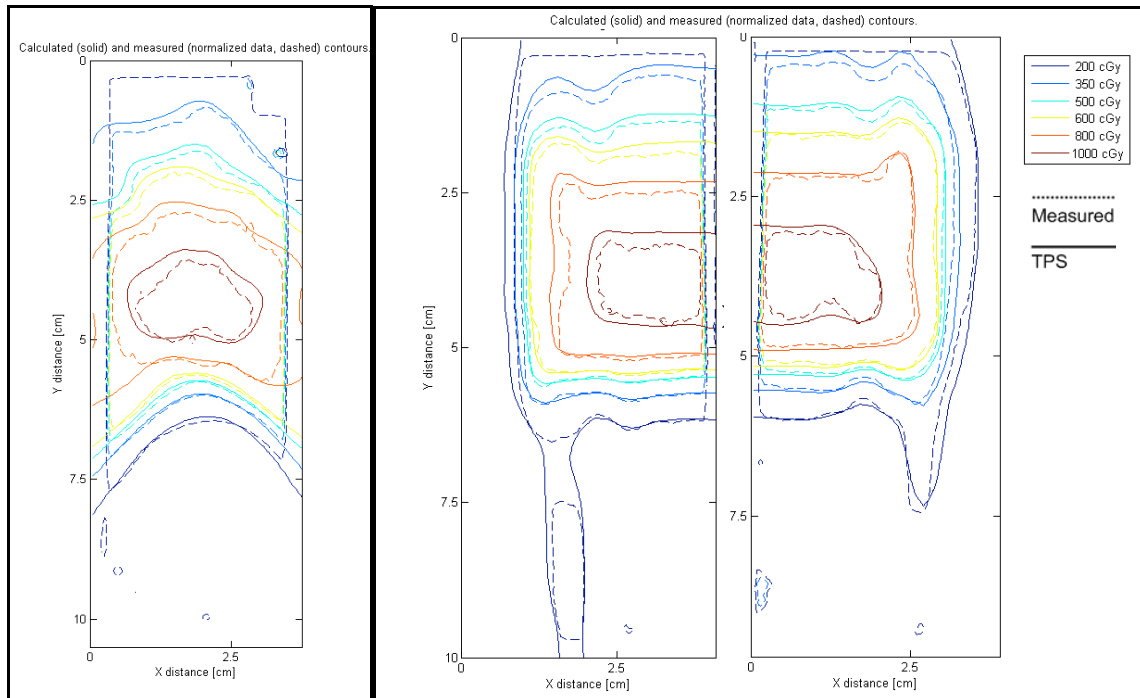 Calculated (solid) and measured (normalized data, dashed) contours.
0
2.5
5
7.5
10
0
2.5
Y distance [cm]
X distance [cm]
Calculated (solid) and measured (normalized data, dashed) contours.
0
2.5
5
7.5
10
0
2.5
Y distance [cm]
X distance [cm]
0
2.5
5
7.5
0
2.5
X distance [cm]
200 cGy
350 cGy
500 cGy
600 cGy
800 cGy
1000 cGy
Measured
TPS